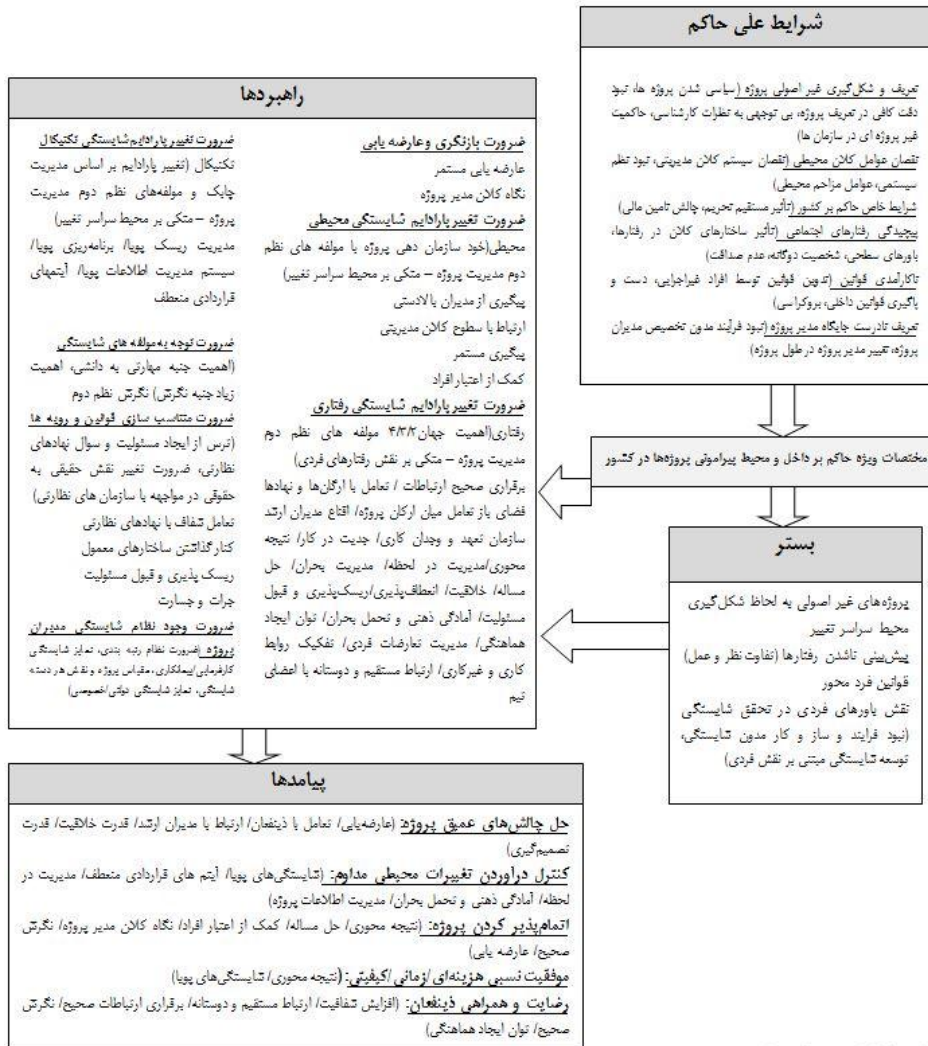 شرایط علی حاکم
تعریف و شکل‌گیری غیر اصولی پروژه (سیاسی شدن پروژه ها، نبود
دقت کافی در تعریف پروژه، بی توجهی به نظرات کارشناسی، حاکمیت
غیر پروژه ای در سازمان ها)
نقصان عوامل کلان محیطی (نقصان سیستم کلان مدیریتی، نبود نظم
سیستمی، عوامل مزاحم محیطی)
شرایط خاص حاکم بر کشور (تأثیر مستقیم تحریم، چالش تامین مالی)
پیچیدگی رفتارهای اجتماعی (تأثیر ساختارهای کلان در رفتارها،
باورهای سطحی، شخصیت دوگانه، عدم صداقت)
ناکارآمدی قوانین (تدوین قوانین توسط افراد غیراجرایی، دست و
پاگیری قوانین داخلی، بروکراسی)
تعریف نادرست جایگاه مدیر پروژه (نبود فرآیند مدون تخصیص مدیران
پروژه، تغییر مدیر پروژه در طول پروژه)
مختصات ویژه حاکم بر داخل و محیط پیرامونی پروژه‌ها در کشور
بستر
پروژه‌های غیر اصولی به لحاظ شکل‌گیری
محیط سراسر تغییر
پیش‌بینی ناشدن رفتارها (تفاوت نظر و عمل)
قوانین فرد محور
نقش باورهای فردی در تحقق شایستگی
(نبود فرایند و ساز و کار مدون شایستگی،
توسعه شایستگی مبتنی بر نقش فردی)
راهبردها
ضرورت بازنگری و عارضه یابی
عارضه یابی مستمر
نگاه کلان مدیر پروژه
ضرورت تغییر پارادایم شایستگی محیطی
محیطی(خود سازمان دهی پروژه با مولفه های نظم
دوم مدیریت پروژه – متکی بر محیط سراسر تغییر)
پیگیری از مدیران بالادستی
ارتباط با سطوح کلان مدیریتی
پیگیری مستمر
کمک از اعتبار افراد
ضرورت تغییر پارادایم شایستگی رفتاری
رفتاری(اهمیت جهان۴/۳/۲ مولفه های نظم دوم
مدیریت پروژه – متکی بر نقش رفتارهای فردی)
برقراری صحیح ارتباطات / تعامل با ارگان‌ها و نهادها
فضای باز تعامل میان ارکان پروژه/ اقناع مدیران ارشد
سازمان تعهد و وجدان کاری/ جدیت در کار/ نتیجه
محوری/مدیریت در لحظه/ مدیریت بحران/ حل
مساله/ خلاقیت/ انعطاف‌پذیری/ریسک‌پذیری و قبول
مسئولیت/ آمادگی ذهنی و تحمل بحران/ توان ایجاد
هماهنگی/ مدیریت تعارضات فردی/ تفکیک روابط
کاری و غیرکاری/ ارتباط مستقیم و دوستانه با اعضای
تیم
ضرورت تغییر پارادایم شایستگی تکنیکال
تکنیکال (تغییر پارادایم بر اساس مدیریت
چابک و مولفه‌های نظم دوم مدیریت
پروژه – متکی بر محیط سراسر تغییر)
مدیریت ریسک پویا/ برنامه‌ریزی پویا/
سیستم مدیریت اطلاعات پویا/ آیتمهای
قراردادی منعطف
ضرورت توجه به مولفه های شایستگی
(اهمیت جنبه مهارتی به دانشی، اهمیت
زیاد جنبه نگرش) نگرش نظم دوم
ضرورت متناسب سازی قوانین و رویه ها
(ترس از ایجاد مسئولیت و سوال نهادهای
نظارتی، ضرورت تغییر نقش حقیقی به
حقوقی در مواجهه با سازمان های نظارتی)
تعامل شفاف با نهادهای نظارتی
کنار گذاشتن ساختارهای معمول
ریسک پذیری و قبول مسئولیت
جرات و جسارت
ضرورت وجود نظام شایستگی مدیران
پروژه (ضرورت نظام رتبه بندی، تمایز شایستگی
کارفرمایی/پیمانکاری، مقیاس پروژه و نقش هر دسته
شایستگی، تمایز شایستگی دولتی/خصوصی)
پیامدها
حل چالش‌های عمیق پروژه: (عارضه‌یابی/ تعامل با ذینفعان/ ارتباط با مدیران ارشد/ قدرت خلاقیت/ قدرت
تصمیم‌گیری)
کنترل درآوردن تغییرات محیطی مداوم: (شایستگی‌های پویا/ آیتم های قراردادی منعطف/ مدیریت در
لحظه/ آمادگی ذهنی و تحمل بحران/ مدیریت اطلاعات پروژه)
اتمام‌پذیر کردن پروژه: (نتیجه محوری/ حل مساله/ کمک از اعتبار افراد/ نگاه کلان مدیر پروژه/ نگرش
صحیح/ عارضه یابی)
موفقیت نسبی هزینه‌ای/زمانی/کیفیتی: (نتیجه محوری/ شایستگی‌های پویا)
رضایت و همراهی ذینفعان: (افزایش شفافیت/ ارتباط مستقیم و دوستانه/ برقراری ارتباطات صحیح/ نگرش
صحیح/ توان ایجاد هماهنگی)